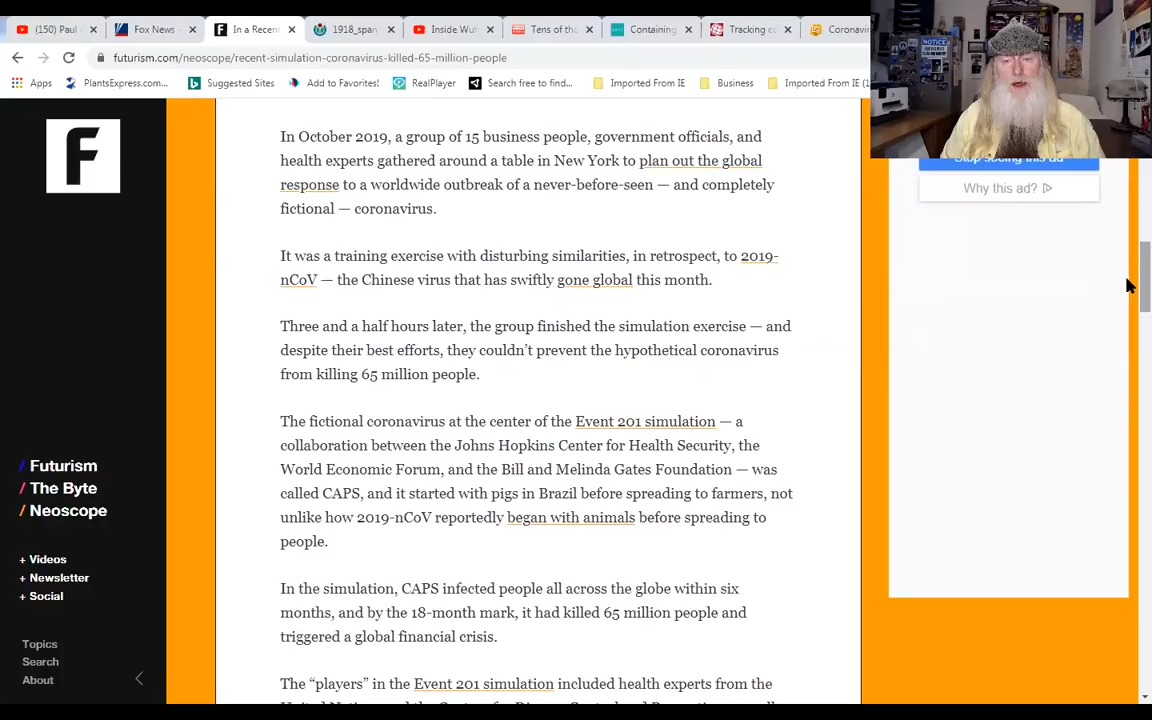 (150) Paul
Fox News -
In a Recent
1918_span
Inside Wuh
Tens of tho
Containing
Tracking co
Coronavir
futurism.com/neoscope/recent-simulation-coronavirus-killed-65-million-people
Apps
PlantsExpress.com...
Suggested Sites
Add to Favorites!
RealPlayer
Search free to find...
Imported From IE
Business
Imported From IE
NOTICE
F
In October 2019, a group of 15 business people, government officials, and
health experts gathered around a table in New York to plan out the global
response to a worldwide outbreak of a never-before-seen — and completely
fictional — coronavirus.
It was a training exercise with disturbing similarities, in retrospect, to 2019-
nCoV — the Chinese virus that has swiftly gone global this month.
Three and a half hours later, the group finished the simulation exercise — and
despite their best efforts, they couldn’t prevent the hypothetical coronavirus
from killing 65 million people.
The fictional coronavirus at the center of the Event 201 simulation — a
collaboration between the Johns Hopkins Center for Health Security, the
World Economic Forum, and the Bill and Melinda Gates Foundation — was
called CAPS, and it started with pigs in Brazil before spreading to farmers, not
unlike how 2019-nCoV reportedly began with animals before spreading to
people.
In the simulation, CAPS infected people all across the globe within six
months, and by the 18-month mark, it had killed 65 million people and
triggered a global financial crisis.
The “players” in the Event 201 simulation included health experts from the
Stop seeing this ad
Why this ad?
/ Futurism
/ The Byte
/ Neoscope
+ Videos
+ Newsletter
+ Social
Topics
Search
About